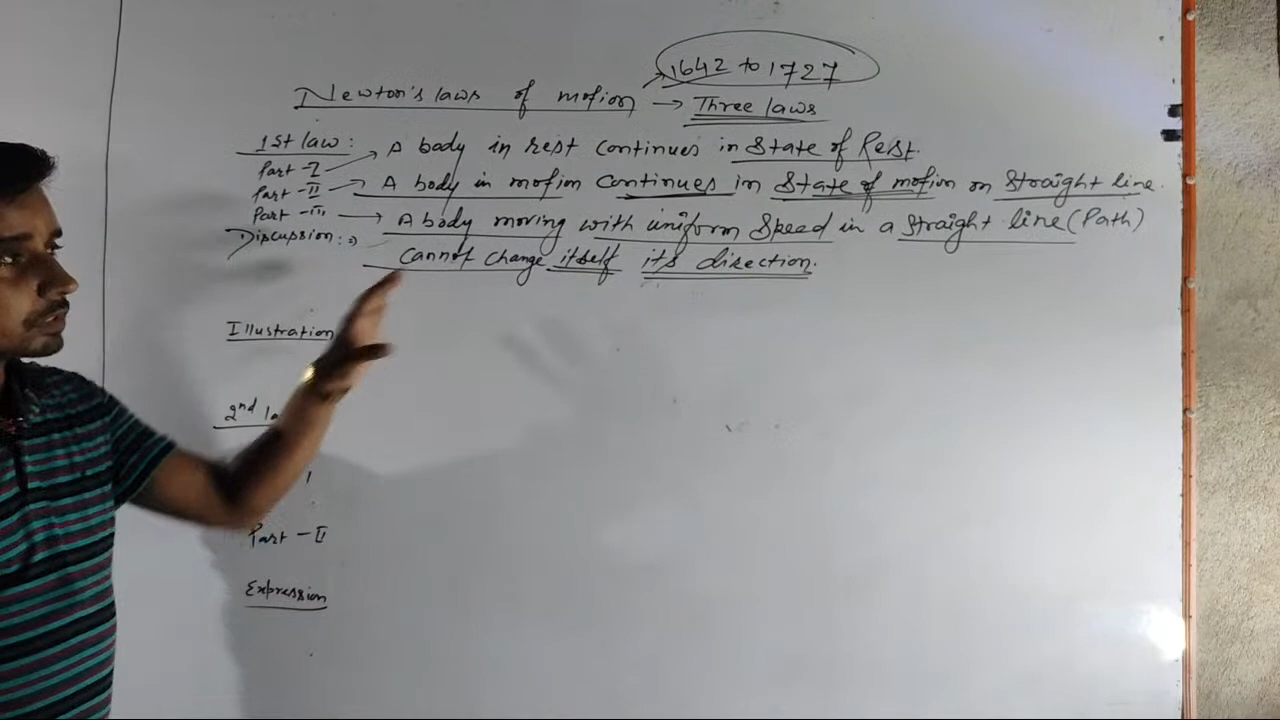 1642 to 1727
Newton's laws of motion → Three laws
1st law:
Part-I → A body in rest continues in State of Rest.
Part-II → A body in motion continues in State of motion on Straight line.
Part-III → A body moving with uniform Speed in a Straight line (Path)
Discussion:
cannot change itself its direction.
Illustration
2nd la
Part-II
Expression